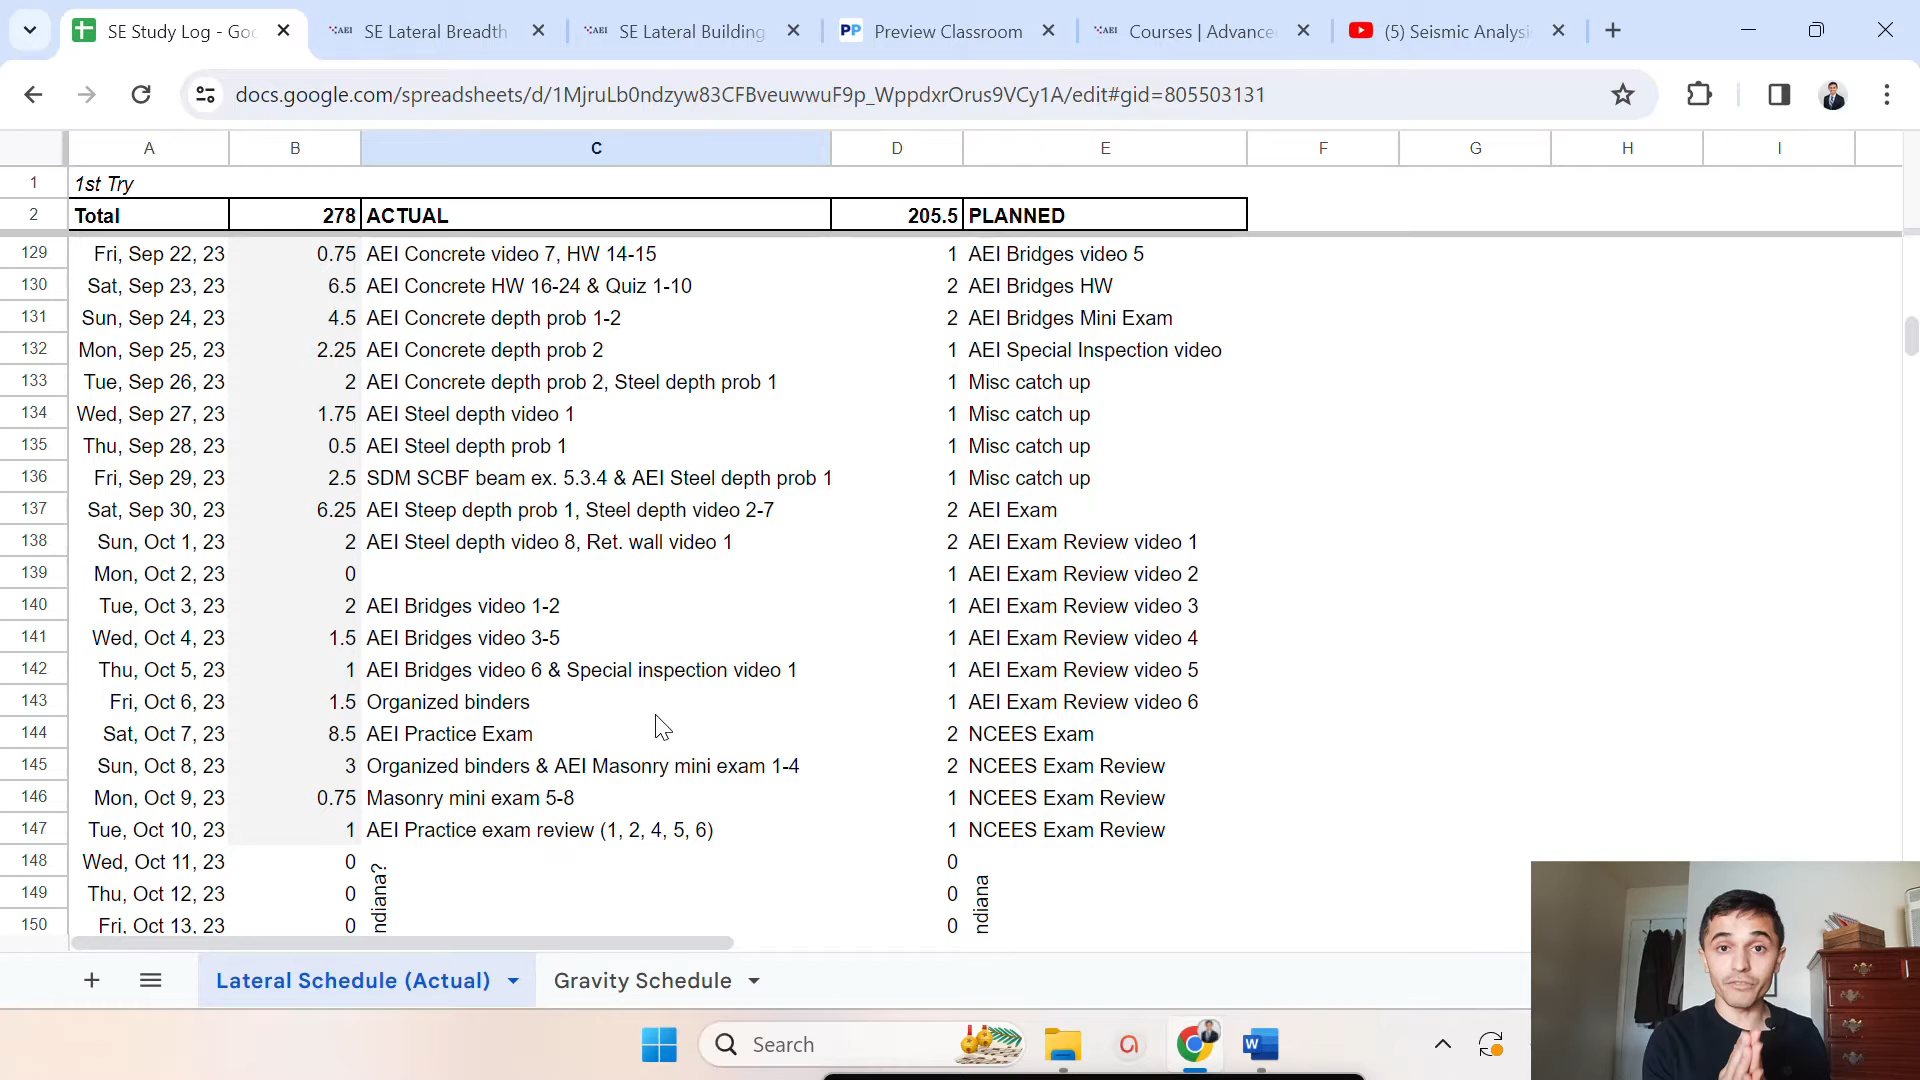 SE Study Log - Goo
AEI SE Lateral Breadth
AEI SE Lateral Building
PP Preview Classroom
AEI Courses | Advance
(5) Seismic Analysi
docs.google.com/spreadsheets/d/1MjruLb0ndzyw83CFBveuwwuF9p_WppdxrOrus9VCy1A/edit#gid=805503131
A B C D E F G H I
1 1st Try
2 Total 278 ACTUAL 205.5 PLANNED
129 Fri, Sep 22, 23 0.75 AEI Concrete video 7, HW 14-15 1 AEI Bridges video 5
130 Sat, Sep 23, 23 6.5 AEI Concrete HW 16-24 & Quiz 1-10 2 AEI Bridges HW
131 Sun, Sep 24, 23 4.5 AEI Concrete depth prob 1-2 2 AEI Bridges Mini Exam
132 Mon, Sep 25, 23 2.25 AEI Concrete depth prob 2 1 AEI Special Inspection video
133 Tue, Sep 26, 23 2 AEI Concrete depth prob 2, Steel depth prob 1 1 Misc catch up
134 Wed, Sep 27, 23 1.75 AEI Steel depth video 1 1 Misc catch up
135 Thu, Sep 28, 23 0.5 AEI Steel depth prob 1 1 Misc catch up
136 Fri, Sep 29, 23 2.5 SDM SCBF beam ex. 5.3.4 & AEI Steel depth prob 1 1 Misc catch up
137 Sat, Sep 30, 23 6.25 AEI Steep depth prob 1, Steel depth video 2-7 2 AEI Exam
138 Sun, Oct 1, 23 2 AEI Steel depth video 8, Ret. wall video 1 2 AEI Exam Review video 1
139 Mon, Oct 2, 23 0 1 AEI Exam Review video 2
140 Tue, Oct 3, 23 2 AEI Bridges video 1-2 1 AEI Exam Review video 3
141 Wed, Oct 4, 23 1.5 AEI Bridges video 3-5 1 AEI Exam Review video 4
142 Thu, Oct 5, 23 1 AEI Bridges video 6 & Special inspection video 1 1 AEI Exam Review video 5
143 Fri, Oct 6, 23 1.5 Organized binders 1 AEI Exam Review video 6
144 Sat, Oct 7, 23 8.5 AEI Practice Exam 2 NCEES Exam
145 Sun, Oct 8, 23 3 Organized binders & AEI Masonry mini exam 1-4 2 NCEES Exam Review
146 Mon, Oct 9, 23 0.75 Masonry mini exam 5-8 1 NCEES Exam Review
147 Tue, Oct 10, 23 1 AEI Practice exam review (1, 2, 4, 5, 6) 1 NCEES Exam Review
148 Wed, Oct 11, 23 0 0
149 Thu, Oct 12, 23 0 0
150 Fri, Oct 13, 23 0 0
ndiana?
ndiana
Lateral Schedule (Actual)
Gravity Schedule
Search
W